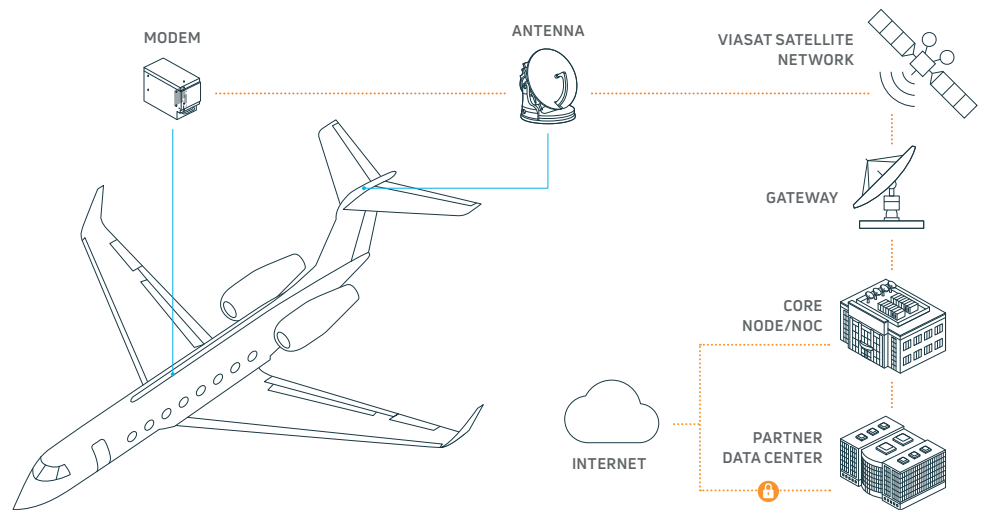 MODEM
ANTENNA
VIASAT SATELLITE
NETWORK
GATEWAY
CORE
NODE/NOC
INTERNET
PARTNER
DATA CENTER